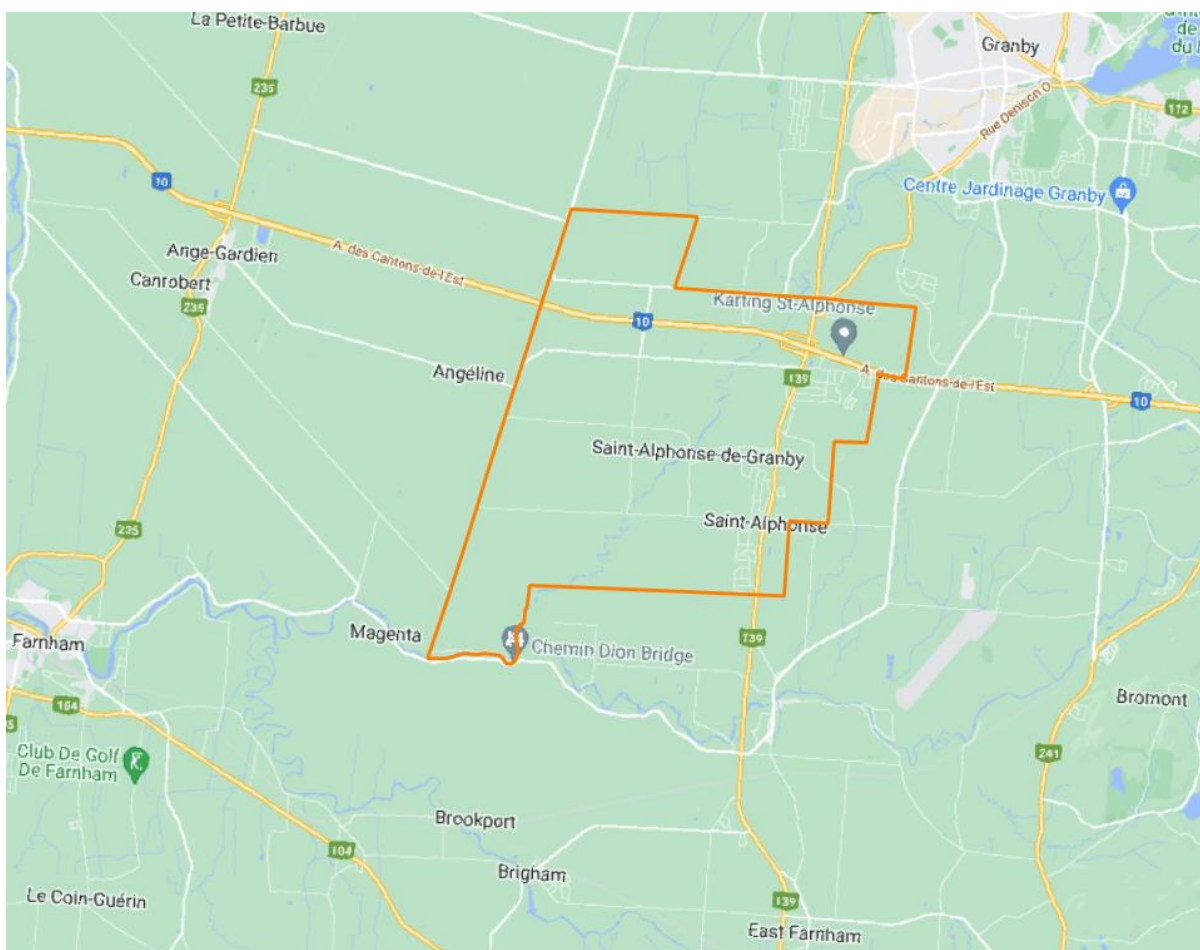 La Petite-Barbue
Granby
235
112
Rue Denison O
10
Centre Jardinage Granby
Ange-Gardien
A. des Cantons-de-l'Est
Canrobert
235
Karting St-Alphonse
10
Angéline
139
A. des Cantons-de-l'Est
10
Saint-Alphonse-de-Granby
235
Saint-Alphonse
Farnham
Magenta
Chemin Dion Bridge
139
104
Bromont
Club De Golf
De Farnham
241
Brookport
104
Brigham
Le Coin-Guérin
139
East Farnham